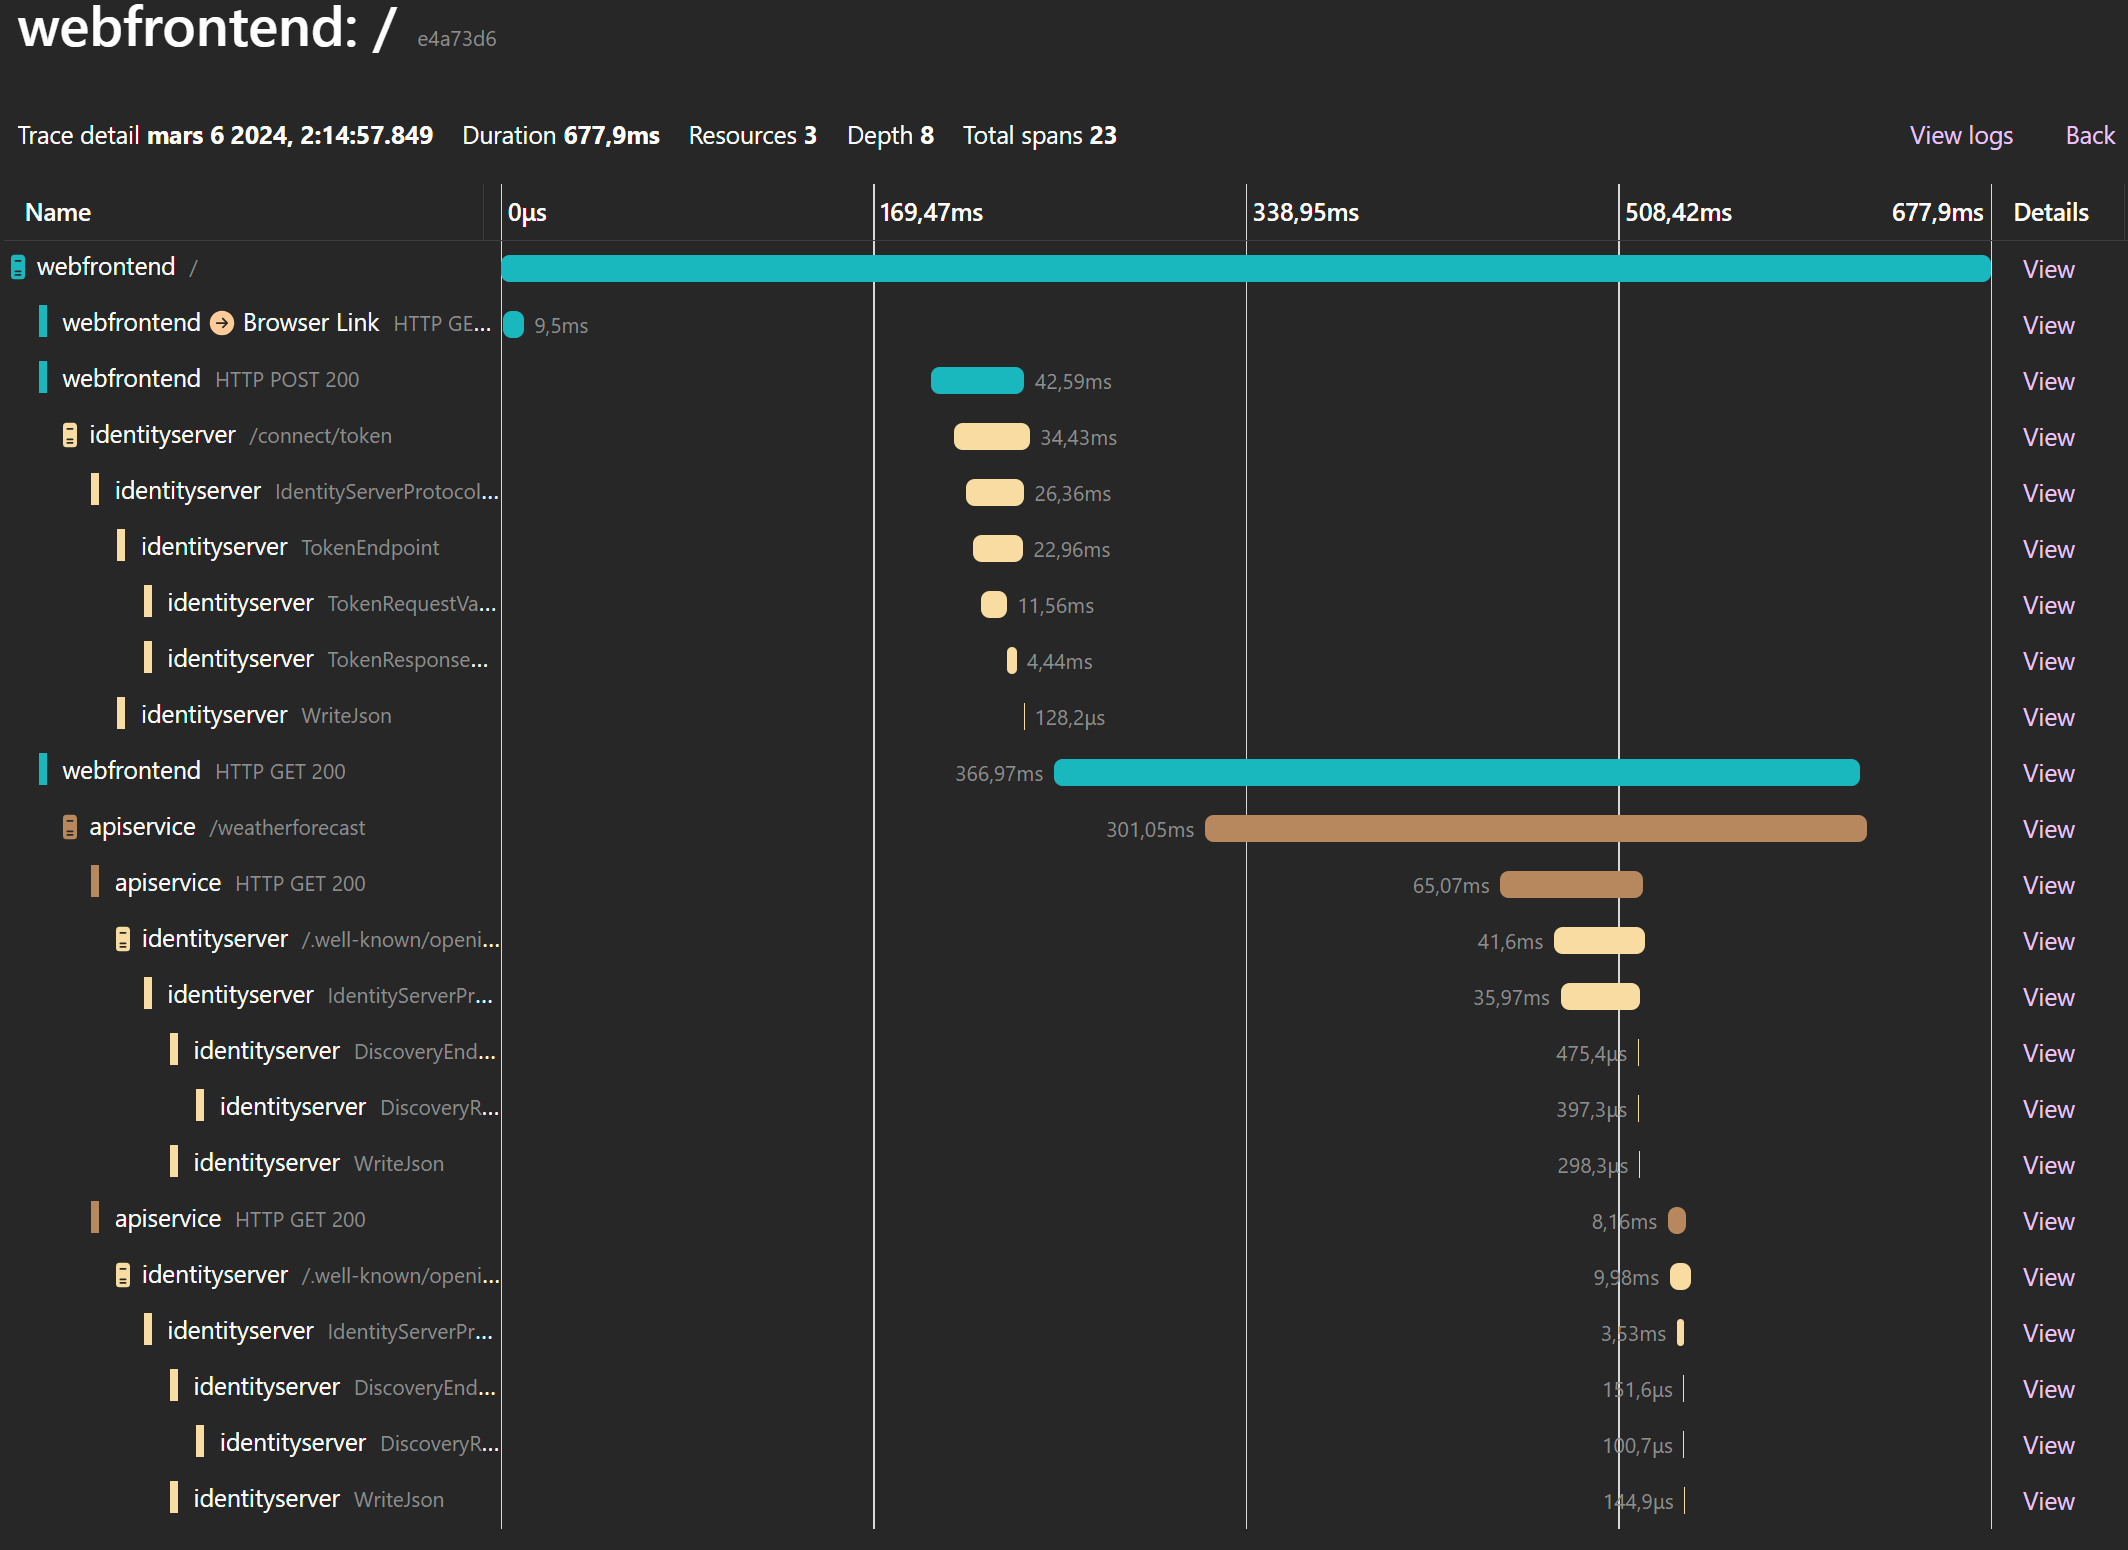 webfrontend: / e4a73d6
Trace detail mars 6 2024, 2:14:57.849 Duration 677,9ms Resources 3 Depth 8 Total spans 23 View logs Back
Name 0µs 169,47ms 338,95ms 508,42ms 677,9ms Details
webfrontend / View
webfrontend Browser Link HTTP GE... 9,5ms View
webfrontend HTTP POST 200 42,59ms View
identityserver /connect/token 34,43ms View
identityserver IdentityServerProtocol... 26,36ms View
identityserver TokenEndpoint 22,96ms View
identityserver TokenRequestVa... 11,56ms View
identityserver TokenResponse... 4,44ms View
identityserver WriteJson 128,2µs View
webfrontend HTTP GET 200 366,97ms View
apiservice /weatherforecast 301,05ms View
apiservice HTTP GET 200 65,07ms View
identityserver /.well-known/openi... 41,6ms View
identityserver IdentityServerPr... 35,97ms View
identityserver DiscoveryEnd... 475,4µs View
identityserver DiscoveryR... 397,3µs View
identityserver WriteJson 298,3µs View
apiservice HTTP GET 200 8,16ms View
identityserver /.well-known/openi... 9,98ms View
identityserver IdentityServerPr... 3,53ms View
identityserver DiscoveryEnd... 151,6µs View
identityserver DiscoveryR... 100,7µs View
identityserver WriteJson 144,9µs View